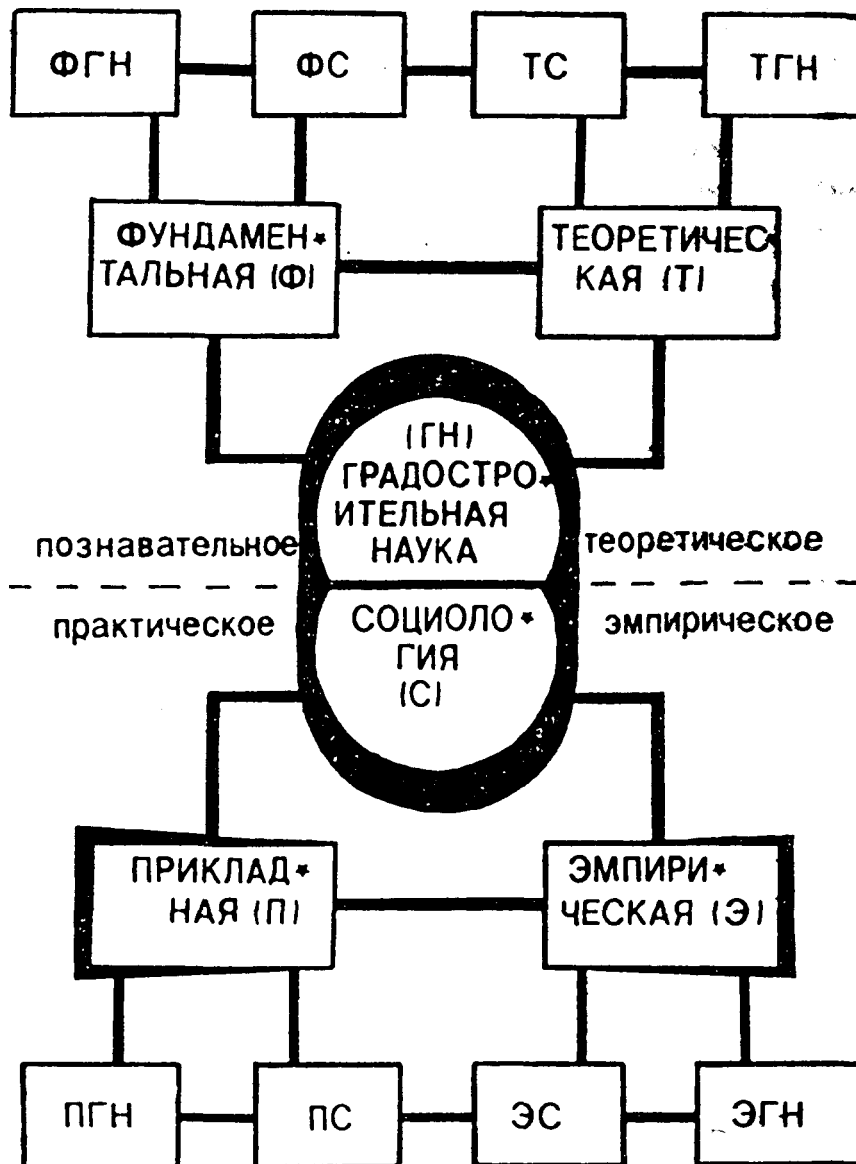 ФГН ФС ТС ТГН
ФУНДАМЕН*
ТАЛЬНАЯ (Ф)
ТЕОРЕТИЧЕС*
КАЯ (Т)
(ГН)
ГРАДОСТРО*
ИТЕЛЬНАЯ
НАУКА
познавательное
теоретическое
практическое
эмпирическое
СОЦИОЛО*
ГИЯ
(С)
ПРИКЛАД*
НАЯ (П)
ЭМПИРИ*
ЧЕСКАЯ (Э)
ПГН ПС ЭС ЭГН